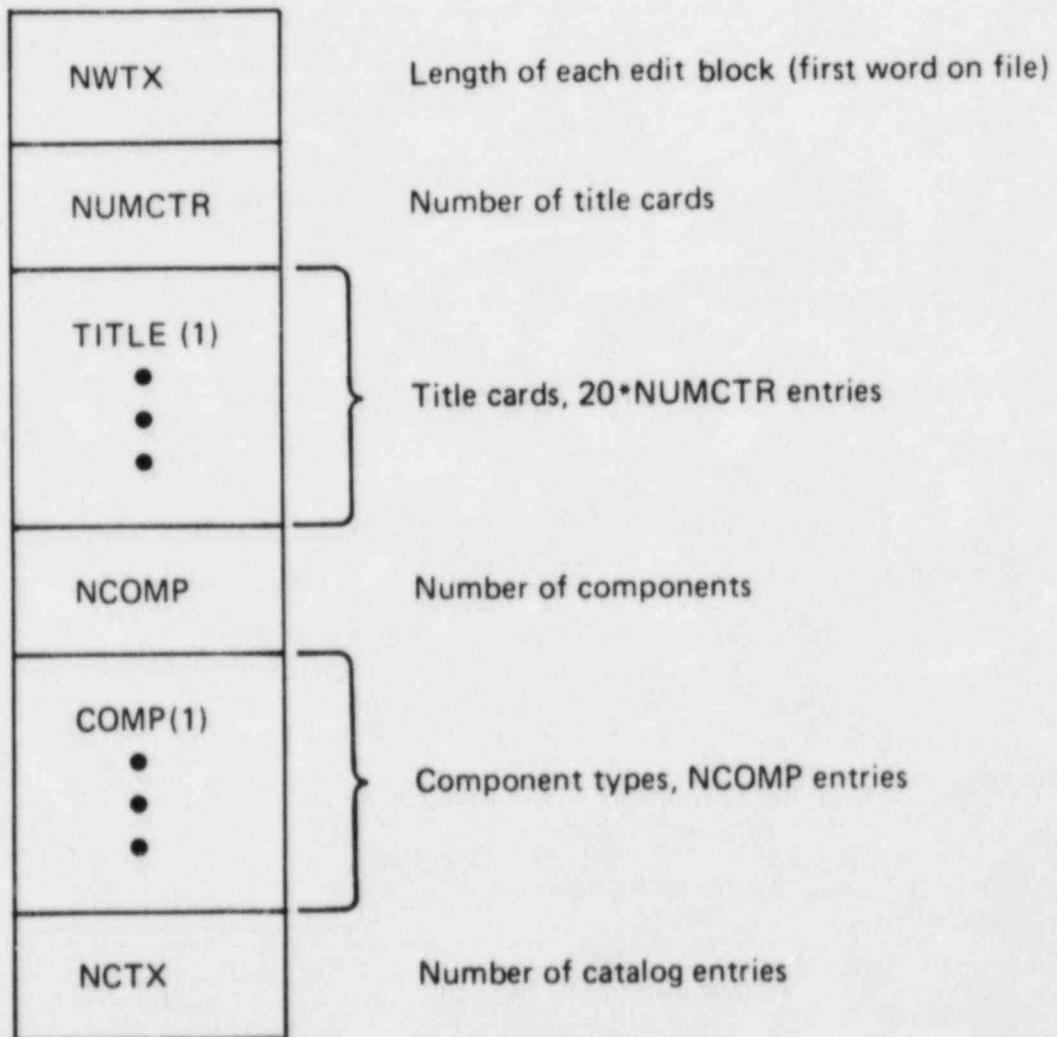 NWTX Length of each edit block (first word on file)
NUMCTR Number of title cards
TITLE (1)
Title cards, 20*NUMCTR entries
NCOMP Number of components
COMP(1)
Component types, NCOMP entries
NCTX Number of catalog entries